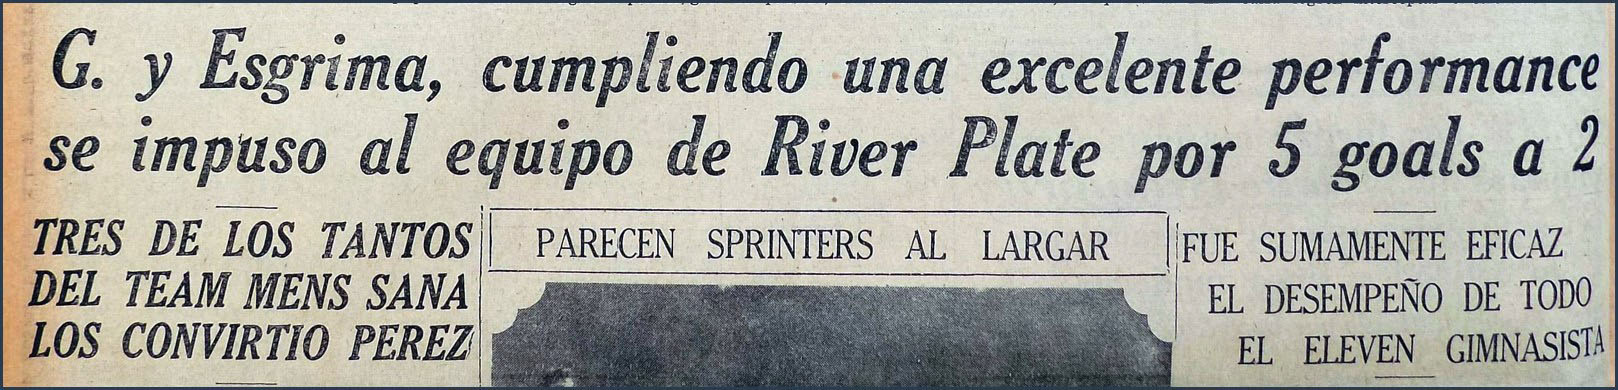 G. y Esgrima, cumpliendo una excelente performance
se impuso al equipo de River Plate por 5 goals a 2
TRES DE LOS TANTOS
DEL TEAM MENS SANA
LOS CONVIRTIO PEREZ
PARECEN SPRINTERS AL LARGAR
FUE SUMAMENTE EFICAZ
EL DESEMPEÑO DE TODO
EL ELEVEN GIMNASISTA